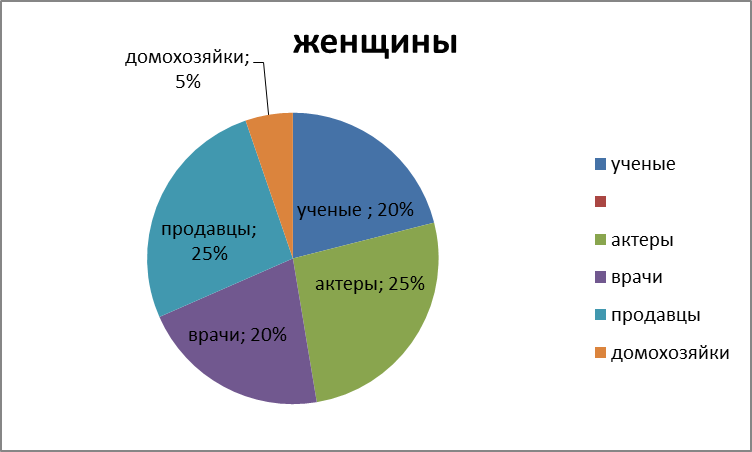 женщины
домохозяйки;
5%
ученые ; 20%
продавцы;
25%
актеры; 25%
врачи; 20%
ученые
актеры
врачи
продавцы
домохозяйки